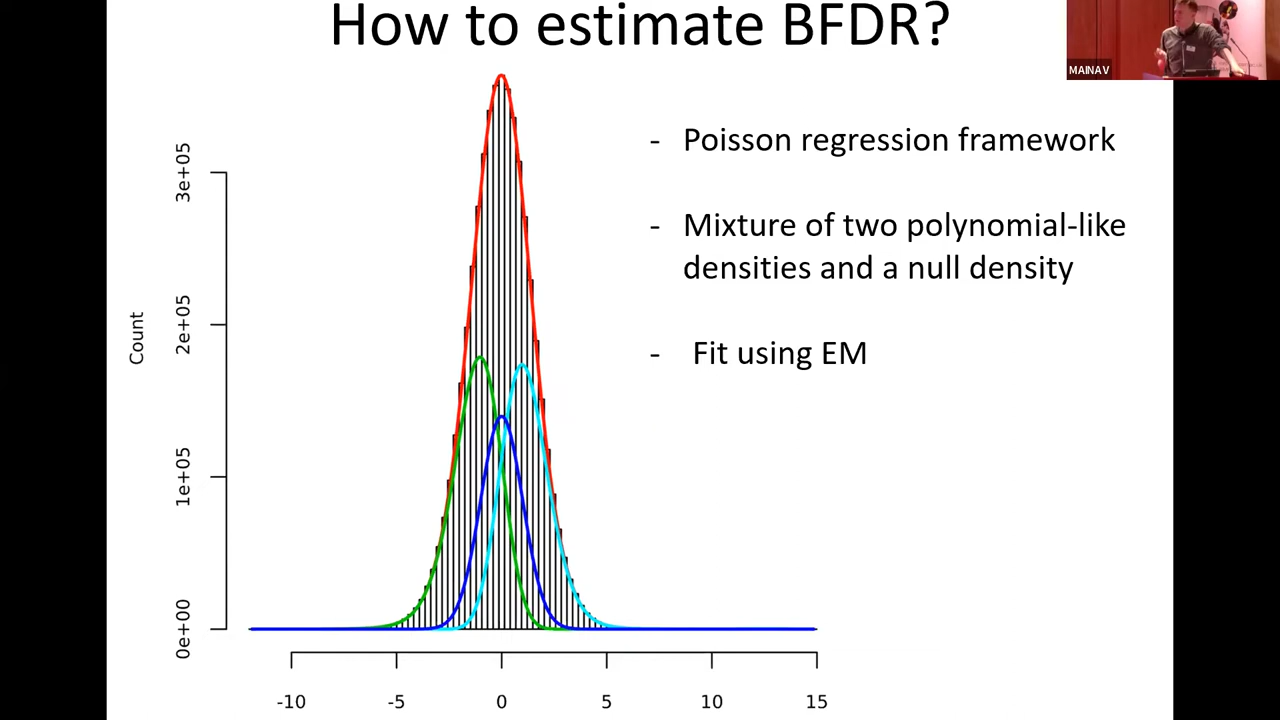 How to estimate BFDR?
MAINAV
- Poisson regression framework
- Mixture of two polynomial-like
densities and a null density
- Fit using EM
Count
3e+05
2e+05
1e+05
0e+00
-10 -5 0 5 10 15